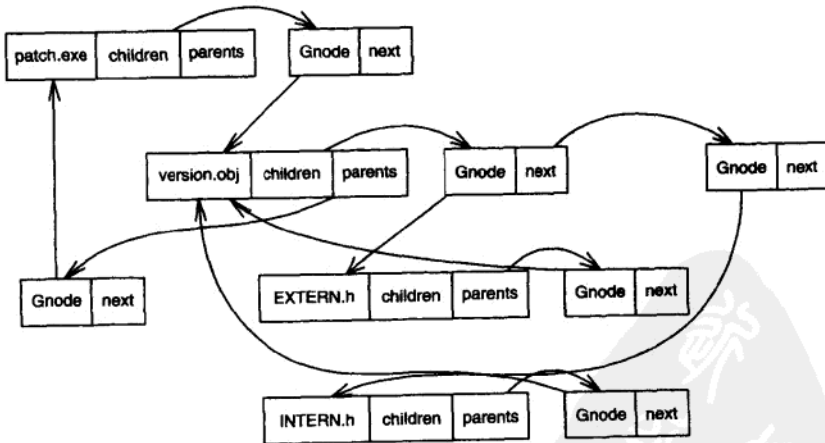 patch.exe children parents
Gnode next
version.obj children parents
Gnode next
Gnode next
Gnode next
EXTERN.h children parents
Gnode next
INTERN.h children parents
Gnode next